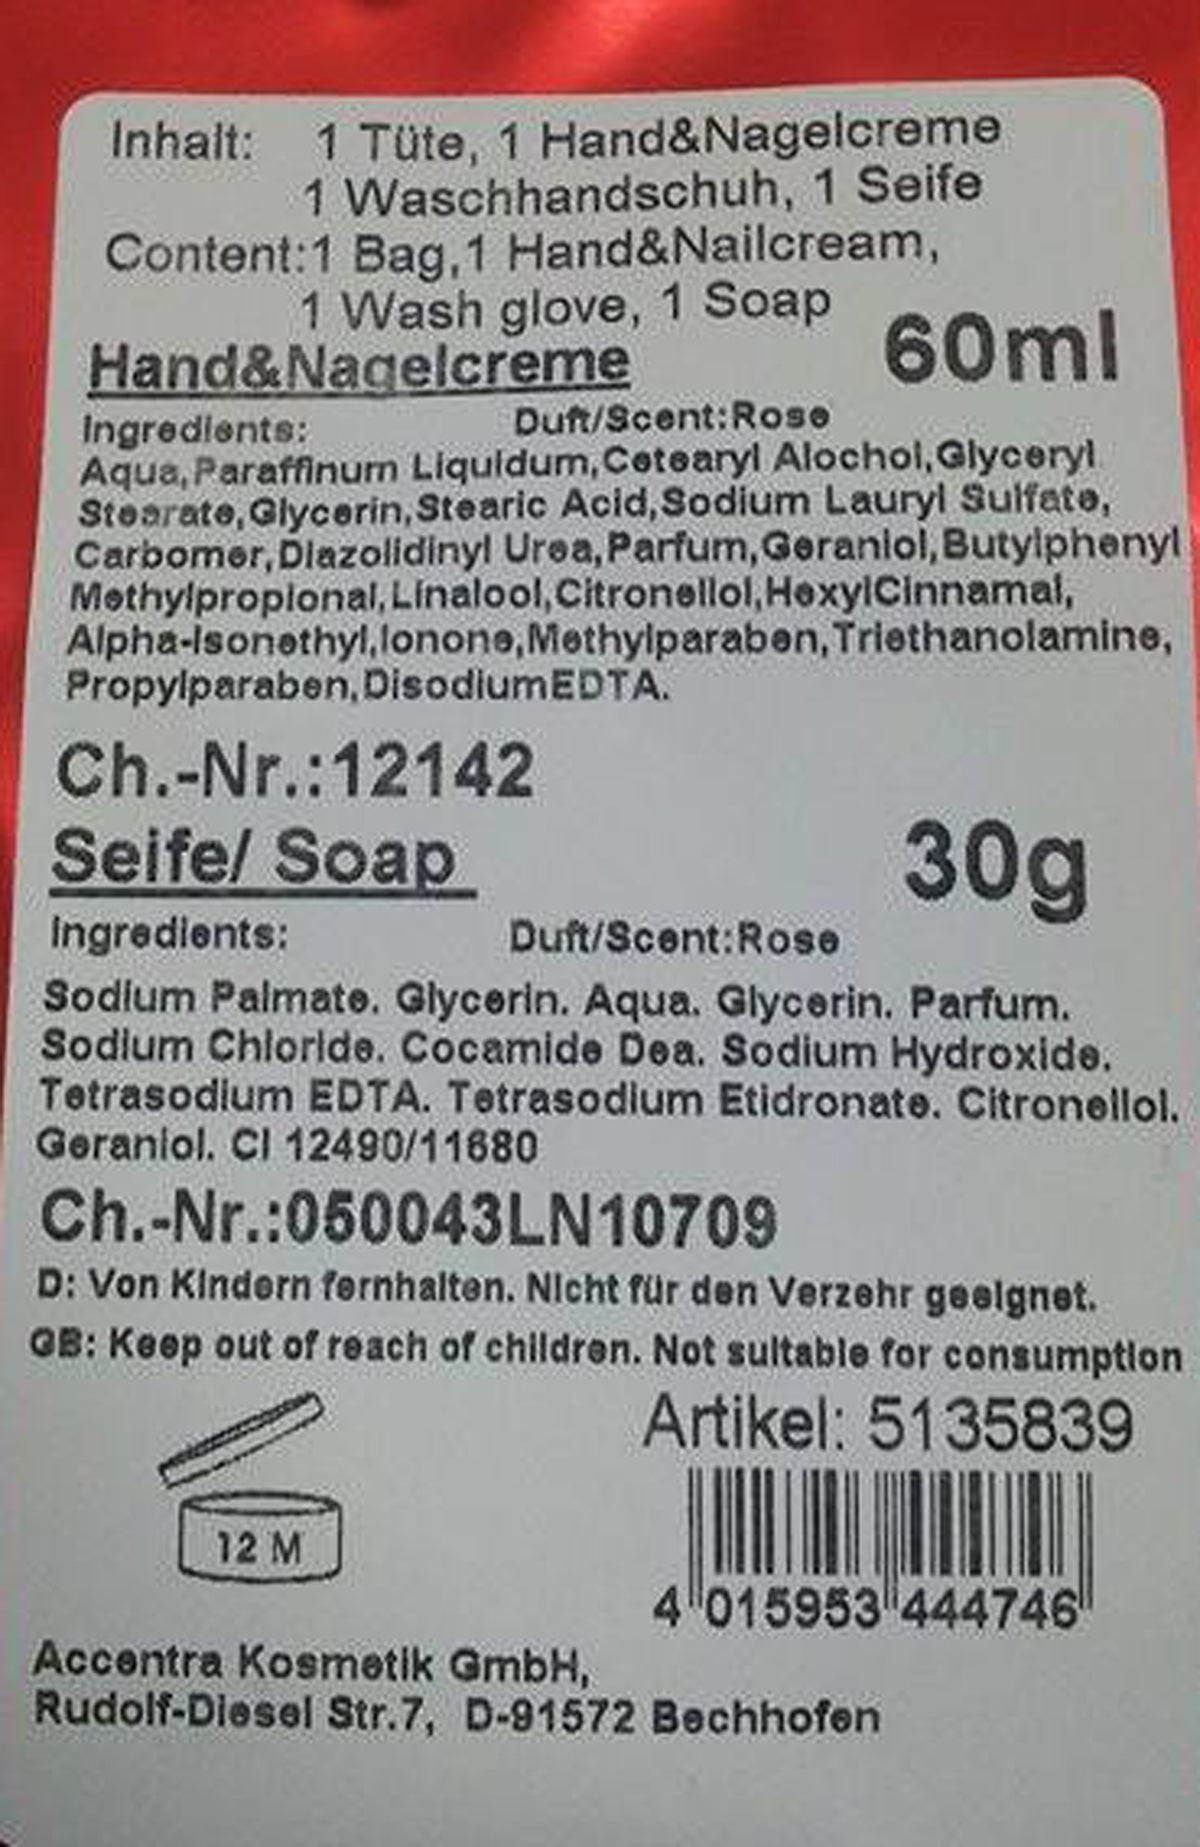 Inhalt: 1 Tüte, 1 Hand&Nagelcreme
1 Waschhandschuh, 1 Seife
Content:1 Bag,1 Hand&Nailcream,
1 Wash glove, 1 Soap
60ml
Hand&Nagelcreme
Ingredients: Duft/Scent:Rose
Aqua,Paraffinum Liquidum,Cetearyl Alochol,Glyceryl
Stearate,Glycerin,Stearic Acid,Sodium Lauryl Sulfate,
Carbomer,Diazolidinyl Urea,Parfum,Geraniol,Butylphenyl
Methylpropional,Linalool,Citronellol,HexylCinnamal,
Alpha-Isonethyl,Ionone,Methylparaben,Triethanolamine,
Propylparaben,DisodiumEDTA.
Ch.-Nr.:12142
Seife/ Soap 30g
Ingredients: Duft/Scent:Rose
Sodium Palmate. Glycerin. Aqua. Glycerin. Parfum.
Sodium Chloride. Cocamide Dea. Sodium Hydroxide.
Tetrasodium EDTA. Tetrasodium Etidronate. Citronellol.
Geraniol. CI 12490/11680
Ch.-Nr.:050043LN10709
D: Von Kindern fernhalten. Nicht für den Verzehr geeignet.
GB: Keep out of reach of children. Not suitable for consumption
Artikel: 5135839
12 M
4 015953 444746
Accentra Kosmetik GmbH,
Rudolf-Diesel Str.7, D-91572 Bechhofen